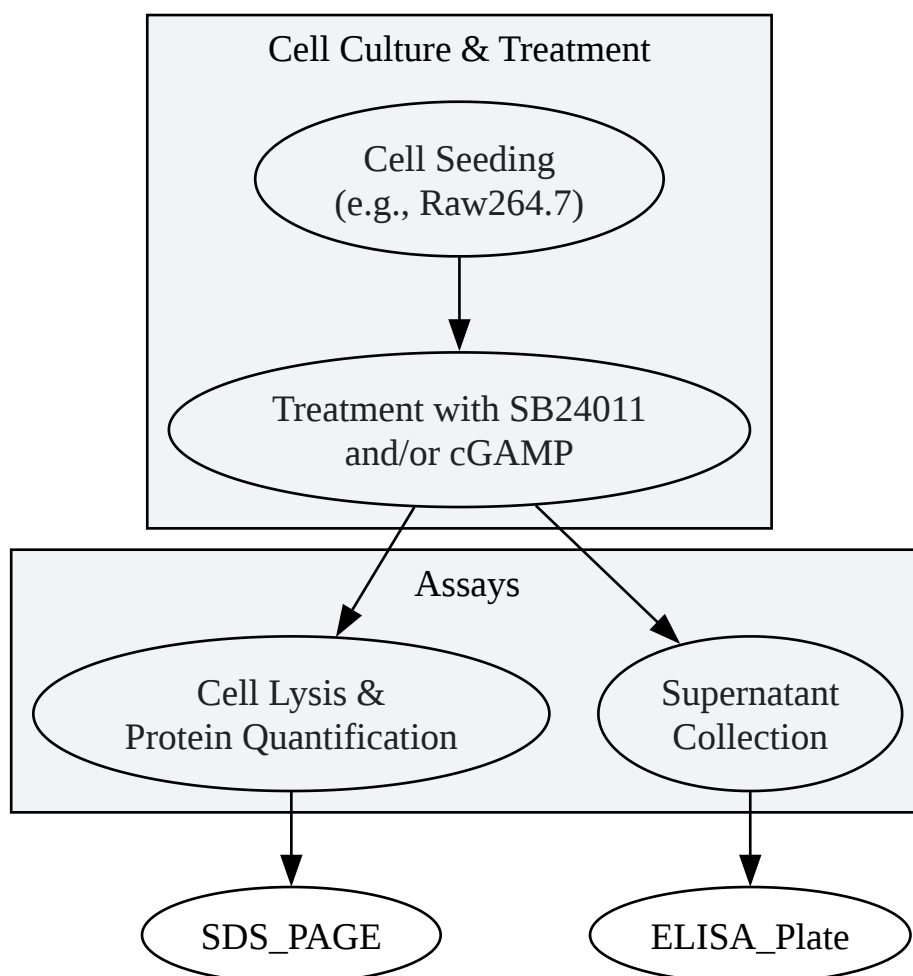 Cell Culture & Treatment
Cell Seeding
(e.g., Raw264.7)
Treatment with SB24011
and/or cGAMP
Assays
Cell Lysis &
Protein Quantification
Supernatant
Collection
SDS_PAGE
ELISA_Plate